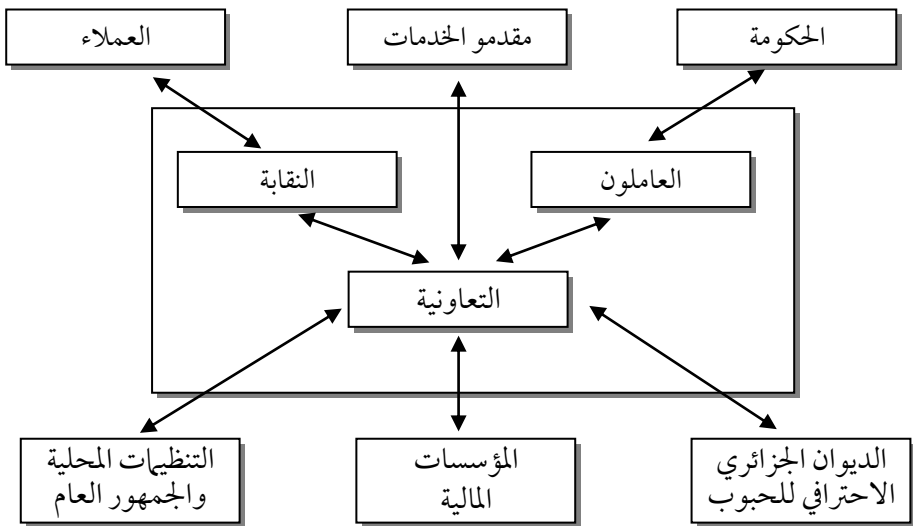 الحكومة
مقدمو الخدمات
العملاء
العاملون
النقابة
التعاونية
الديوان الجزائري
الاحترافي للحبوب
المؤسسات
المالية
التنظيمات المحلية
والجمهور العام